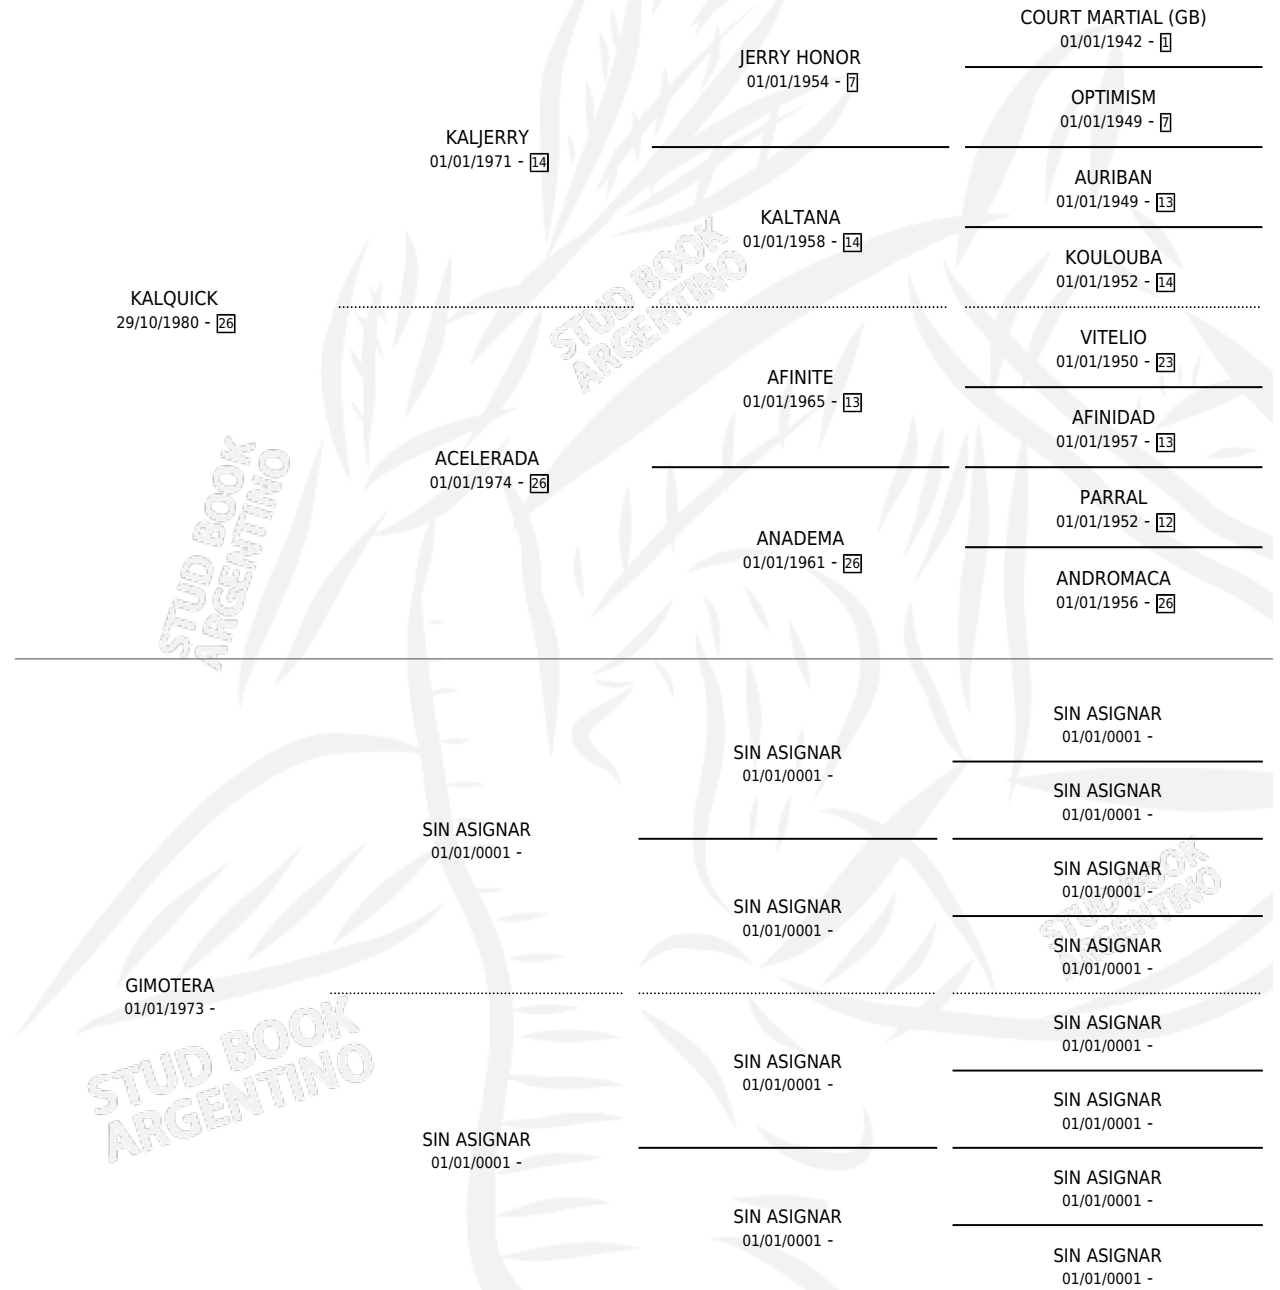 COURT MARTIAL (GB)
01/01/1942 - 1
JERRY HONOR
01/01/1954 - 7
OPTIMISM
01/01/1949 - 7
KALJERRY
01/01/1971 - 14
AURIBAN
01/01/1949 - 13
KALTANA
01/01/1958 - 14
KOULOUBA
01/01/1952 - 14
KALQUICK
29/10/1980 - 26
VITELIO
01/01/1950 - 23
AFINITE
01/01/1965 - 13
AFINIDAD
01/01/1957 - 13
ACELERADA
01/01/1974 - 26
PARRAL
01/01/1952 - 12
ANADEMA
01/01/1961 - 26
ANDROMACA
01/01/1956 - 26
STUD BOOK
ARGENTINO
STUD BOOK
ARGENTINO
SIN ASIGNAR
01/01/0001 -
SIN ASIGNAR
01/01/0001 -
SIN ASIGNAR
01/01/0001 -
SIN ASIGNAR
01/01/0001 -
SIN ASIGNAR
01/01/0001 -
SIN ASIGNAR
01/01/0001 -
SIN ASIGNAR
01/01/0001 -
GIMOTERA
01/01/1973 -
SIN ASIGNAR
01/01/0001 -
SIN ASIGNAR
01/01/0001 -
SIN ASIGNAR
01/01/0001 -
SIN ASIGNAR
01/01/0001 -
SIN ASIGNAR
01/01/0001 -
SIN ASIGNAR
01/01/0001 -
SIN ASIGNAR
01/01/0001 -
STUD BOOK
ARGENTINO
STUD BOOK
ARGENTINO